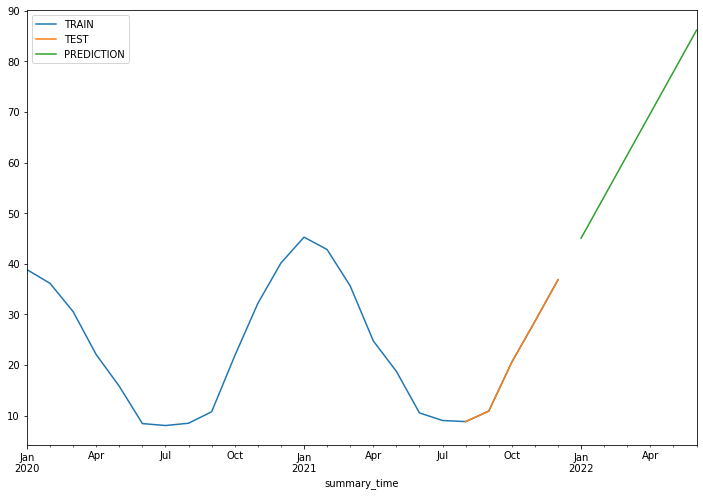 90
80
70
60
50
40
30
20
10
TRAIN
TEST
PREDICTION
Jan Apr Jul Oct Jan Apr Jul Oct Jan Apr
2020 2021 2022
summary_time